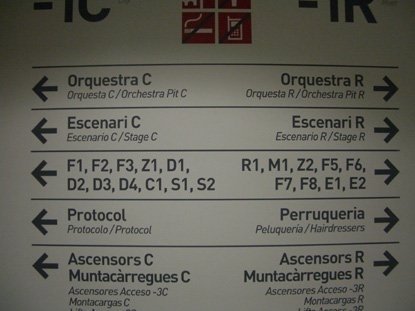 -1C -1R
Orquestra C Orquestra R
Orquesta C / Orchestra Pit C Orquesta R / Orchestra Pit R
Escenari C Escenari R
Escenario C / Stage C Escenario R / Stage R
F1, F2, F3, Z1, D1, R1, M1, Z2, F5, F6,
D2, D3, D4, C1, S1, S2 F7, F8, E1, E2
Protocol Perruqueria
Protocolo / Protocol Peluquería / Hairdressers
Ascensors C Ascensors R
Muntacàrregues C Muntacàrregues R
Ascensores Acceso -3C Ascensores Acceso -3R
Montacargas C Montacargas R